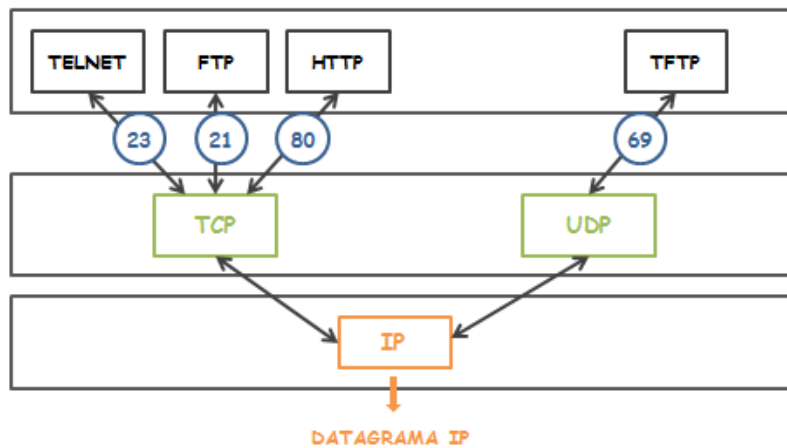 TELNET FTP HTTP TFTP
23 21 80 69
TCP UDP
IP
DATAGRAMA IP